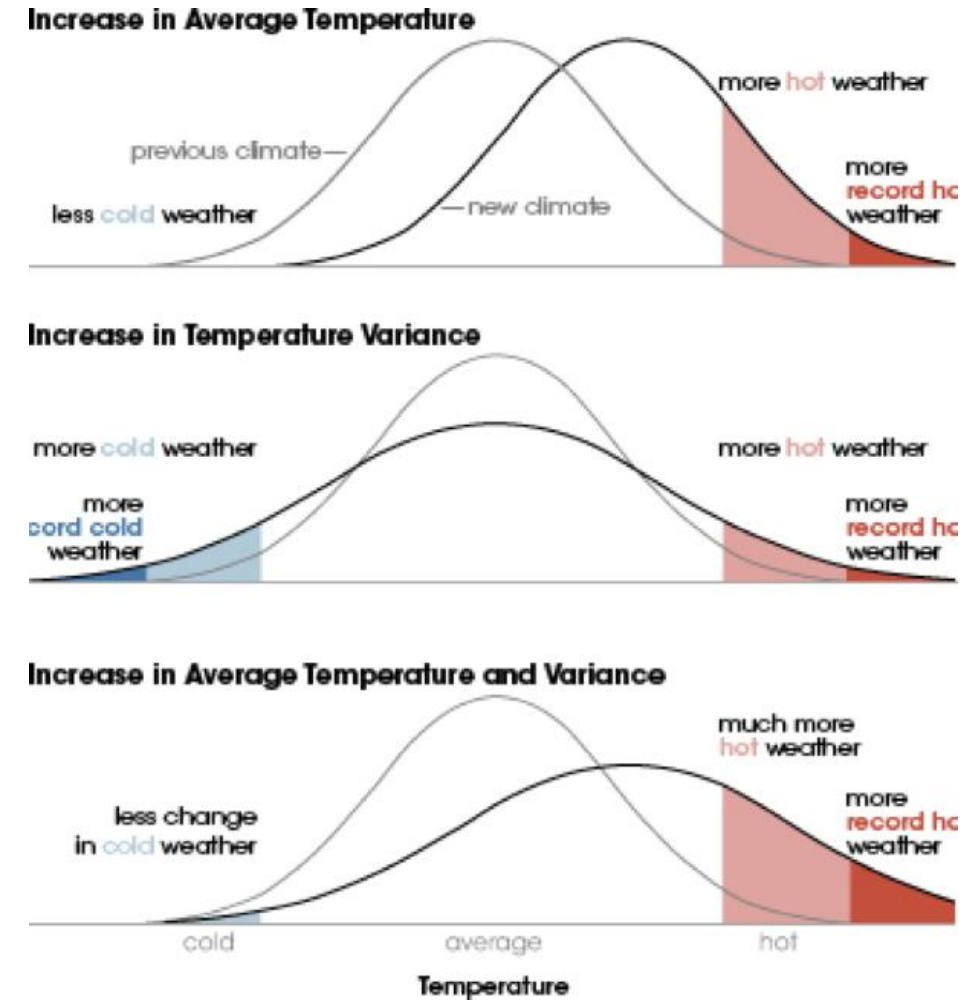 Increase in Average Temperature
more hot weather
previous climate
more
record ho
less cold weather
new climate
weather
Increase in Temperature Variance
more cold weather
more hot weather
more
cord cold
weather
more
record ho
weather
Increase in Average Temperature and Variance
much more
hot weather
less change
in cold weather
more
record ho
weather
cold
average
hot
Temperature